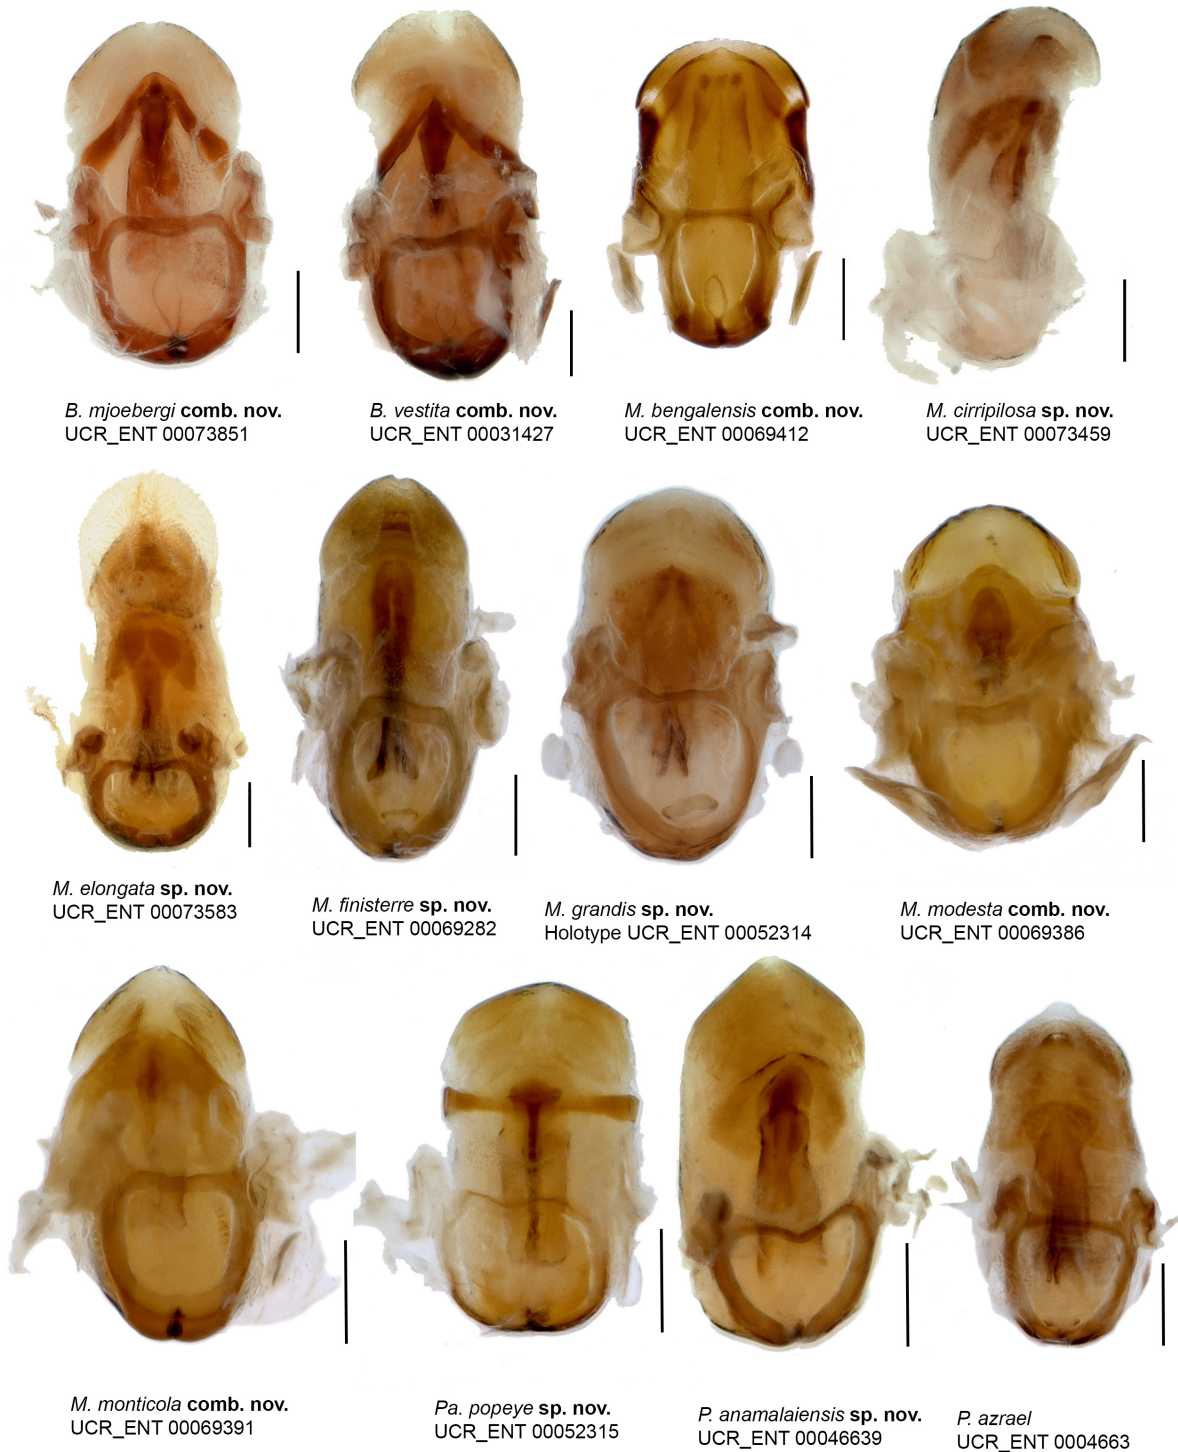 B. mjoebergi comb. nov.
UCR_ENT 00073851
B. vestita comb. nov.
UCR_ENT 00031427
M. bengalensis comb. nov.
UCR_ENT 00069412
M. cirripilosa sp. nov.
UCR_ENT 00073459
M. elongata sp. nov.
UCR_ENT 00073583
M. finisterre sp. nov.
UCR_ENT 00069282
M. grandis sp. nov.
Holotype UCR_ENT 00052314
M. modesta comb. nov.
UCR_ENT 00069386
M. monticola comb. nov.
UCR_ENT 00069391
Pa. popeye sp. nov.
UCR_ENT 00052315
P. anamalaiensis sp. nov.
UCR_ENT 00046639
P. azrael
UCR_ENT 0004663